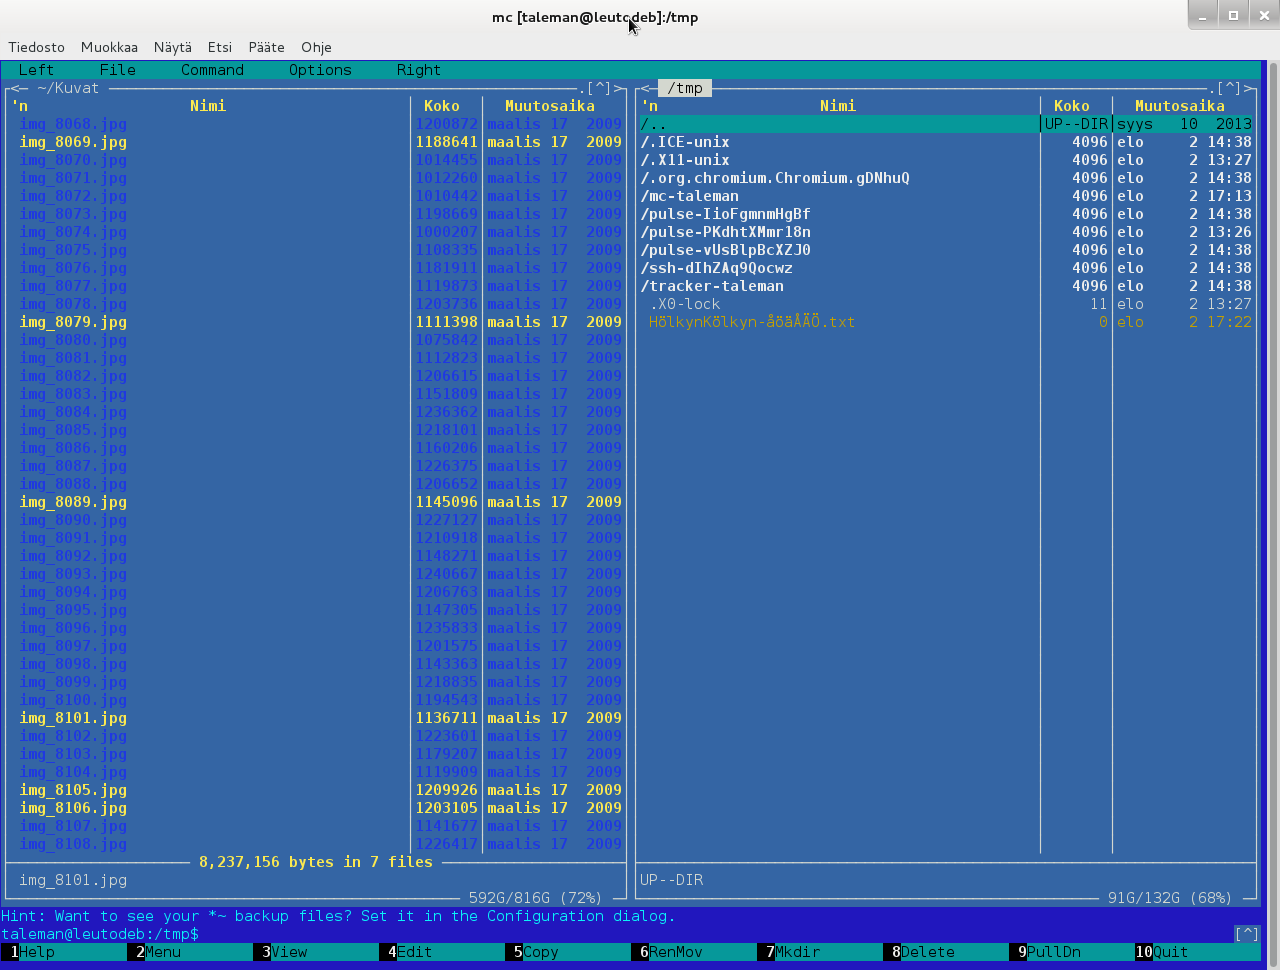 mc [taleman@leutodeb]:/tmp
Tiedosto Muokkaa Näytä Etsi Pääte Ohje
Left File Command Options Right
<─ ~/Kuvat .[^]> <─ /tmp .[^]>
'n Nimi Koko Muutosaika 'n Nimi Koko Muutosaika
img_8068.jpg 1200872 maalis 17 2009 /.. UP--DIR syys 10 2013
img_8069.jpg 1188641 maalis 17 2009 /.ICE-unix 4096 elo 2 14:38
img_8070.jpg 1014455 maalis 17 2009 /.X11-unix 4096 elo 2 13:27
img_8071.jpg 1012260 maalis 17 2009 /.org.chromium.Chromium.gDNhuQ 4096 elo 2 14:38
img_8072.jpg 1010442 maalis 17 2009 /mc-taleman 4096 elo 2 17:13
img_8073.jpg 1198669 maalis 17 2009 /pulse-IioFgmnmHgBf 4096 elo 2 14:38
img_8074.jpg 1000207 maalis 17 2009 /pulse-PKdhtXMmr18n 4096 elo 2 13:26
img_8075.jpg 1108335 maalis 17 2009 /pulse-vUsBlpBcXZJ0 4096 elo 2 14:38
img_8076.jpg 1181911 maalis 17 2009 /ssh-dIhZAq9Qocwz 4096 elo 2 14:38
img_8077.jpg 1119873 maalis 17 2009 /tracker-taleman 4096 elo 2 14:38
img_8078.jpg 1203736 maalis 17 2009 .X0-lock 11 elo 2 13:27
img_8079.jpg 1111398 maalis 17 2009 HölkynKölkyn-åöäÅÄÖ.txt 0 elo 2 17:22
img_8080.jpg 1075842 maalis 17 2009
img_8081.jpg 1112823 maalis 17 2009
img_8082.jpg 1206615 maalis 17 2009
img_8083.jpg 1151809 maalis 17 2009
img_8084.jpg 1236362 maalis 17 2009
img_8085.jpg 1218101 maalis 17 2009
img_8086.jpg 1160206 maalis 17 2009
img_8087.jpg 1226375 maalis 17 2009
img_8088.jpg 1206652 maalis 17 2009
img_8089.jpg 1145096 maalis 17 2009
img_8090.jpg 1227127 maalis 17 2009
img_8091.jpg 1210918 maalis 17 2009
img_8092.jpg 1148271 maalis 17 2009
img_8093.jpg 1240667 maalis 17 2009
img_8094.jpg 1206763 maalis 17 2009
img_8095.jpg 1147305 maalis 17 2009
img_8096.jpg 1235833 maalis 17 2009
img_8097.jpg 1201575 maalis 17 2009
img_8098.jpg 1143363 maalis 17 2009
img_8099.jpg 1218835 maalis 17 2009
img_8100.jpg 1194543 maalis 17 2009
img_8101.jpg 1136711 maalis 17 2009
img_8102.jpg 1223601 maalis 17 2009
img_8103.jpg 1179207 maalis 17 2009
img_8104.jpg 1119909 maalis 17 2009
img_8105.jpg 1209926 maalis 17 2009
img_8106.jpg 1203105 maalis 17 2009
img_8107.jpg 1141677 maalis 17 2009
img_8108.jpg 1226417 maalis 17 2009
8,237,156 bytes in 7 files
img_8101.jpg UP--DIR
592G/816G (72%) 91G/132G (68%)
Hint: Want to see your *~ backup files? Set it in the Configuration dialog.
taleman@leutodeb:/tmp$ [^]
1Help 2Menu 3View 4Edit 5Copy 6RenMov 7Mkdir 8Delete 9PullDn 10Quit